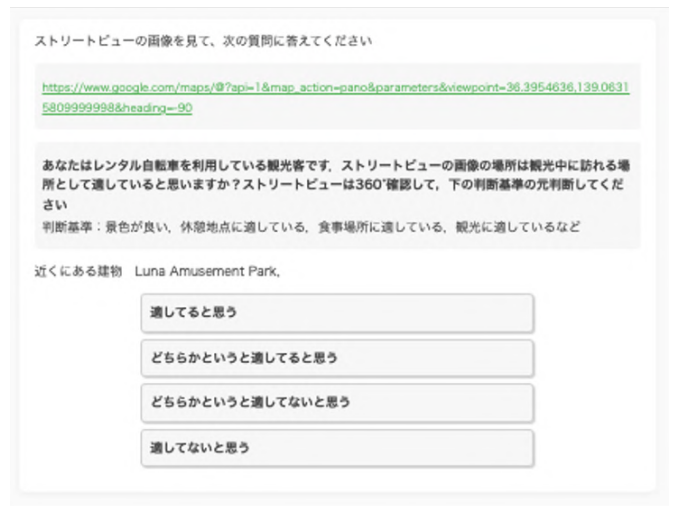 ストリートビューの画像を見て、次の質問に答えてください
https://www.google.com/maps/@?api=1&map_action=pano&parameters&viewpoint=36.3954636,139.0631
5809999998&heading=-90
あなたはレンタル自転車を利用している観光客です，ストリートビューの画像の場所は観光中に訪れる場
所として適していると思いますか？ストリートビューは360°確認して，下の判断基準の元判断してくだ
さい
判断基準：景色が良い，休憩地点に適している，食事場所に適している，観光に適しているなど
近くにある建物　Luna Amusement Park,
適してると思う
どちらかというと適してると思う
どちらかというと適してないと思う
適してないと思う